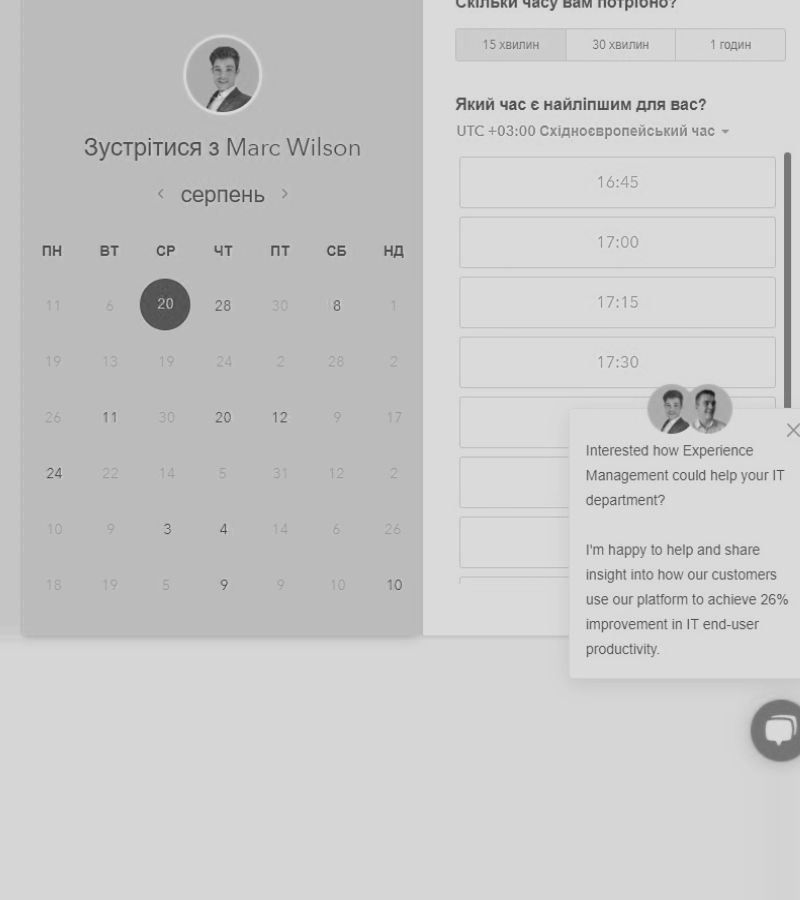 Зустрітися з Marc Wilson
серпень
ПН ВТ СР ЧТ ПТ СБ НД
11 6 20 28 30 8 1
19 13 19 24 2 28 2
26 11 30 20 12 9 17
24 22 14 5 31 12 2
10 9 3 4 14 6 26
18 19 5 9 9 10 10
Скільки часу вам потрібно?
15 хвилин 30 хвилин 1 годин
Який час є найліпшим для вас?
UTC +03:00 Східноєвропейський час
16:45
17:00
17:15
17:30
Interested how Experience
Management could help your IT
department?
I'm happy to help and share
insight into how our customers
use our platform to achieve 26%
improvement in IT end-user
productivity.